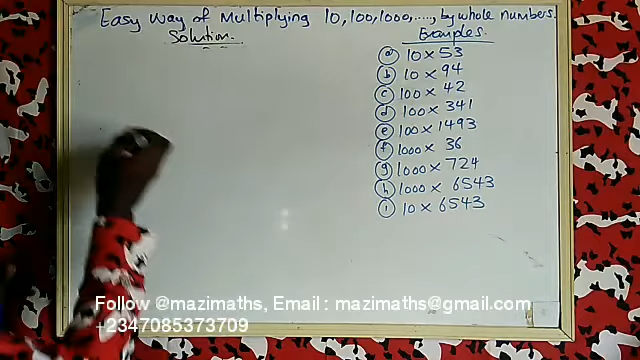 Easy Way of Multiplying 10,100,1000,....., by whole numbers.
Solution.
Examples.
(a) 10 × 53
(b) 10 × 94
(c) 100 × 42
(d) 100 × 341
(e) 100 × 1493
(f) 1000 × 36
(g) 1000 × 724
(h) 1000 × 6543
(i) 10 × 6543
Follow @mazimaths, Email : mazimaths@gmail.com
+2347085373709